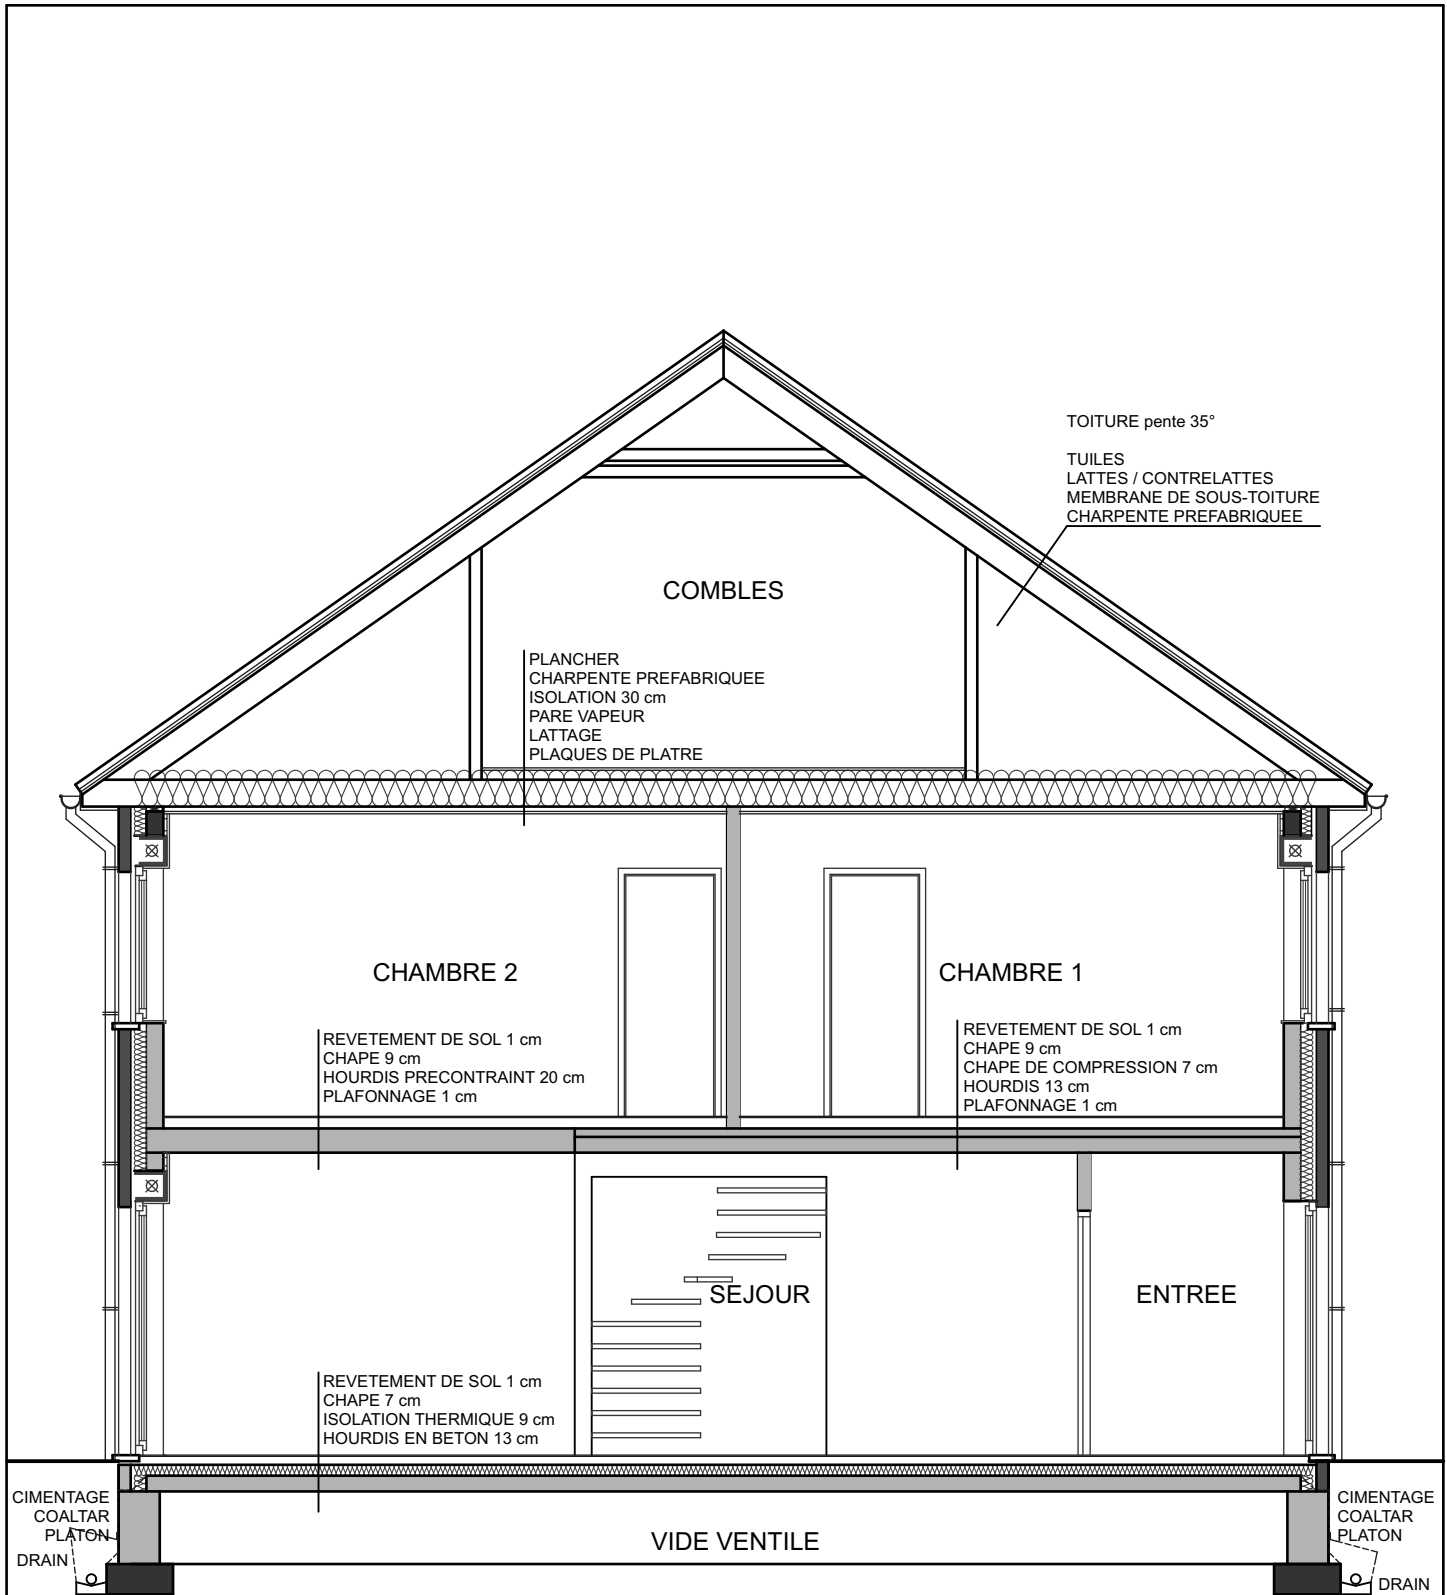 TOITURE pente 35°
TUILES
LATTES / CONTRELATTES
MEMBRANE DE SOUS-TOITURE
CHARPENTE PREFABRIQUEE
COMBLES
PLANCHER
CHARPENTE PREFABRIQUEE
ISOLATION 30 cm
PARE VAPEUR
LATTAGE
PLAQUES DE PLATRE
CHAMBRE 2
CHAMBRE 1
REVETEMENT DE SOL 1 cm
CHAPE 9 cm
HOURDIS PRECONTRAINT 20 cm
PLAFONNAGE 1 cm
REVETEMENT DE SOL 1 cm
CHAPE 9 cm
CHAPE DE COMPRESSION 7 cm
HOURDIS 13 cm
PLAFONNAGE 1 cm
SEJOUR
ENTREE
REVETEMENT DE SOL 1 cm
CHAPE 7 cm
ISOLATION THERMIQUE 9 cm
HOURDIS EN BETON 13 cm
CIMENTAGE
COALTAR
PLATON
DRAIN
VIDE VENTILE
CIMENTAGE
COALTAR
PLATON
DRAIN